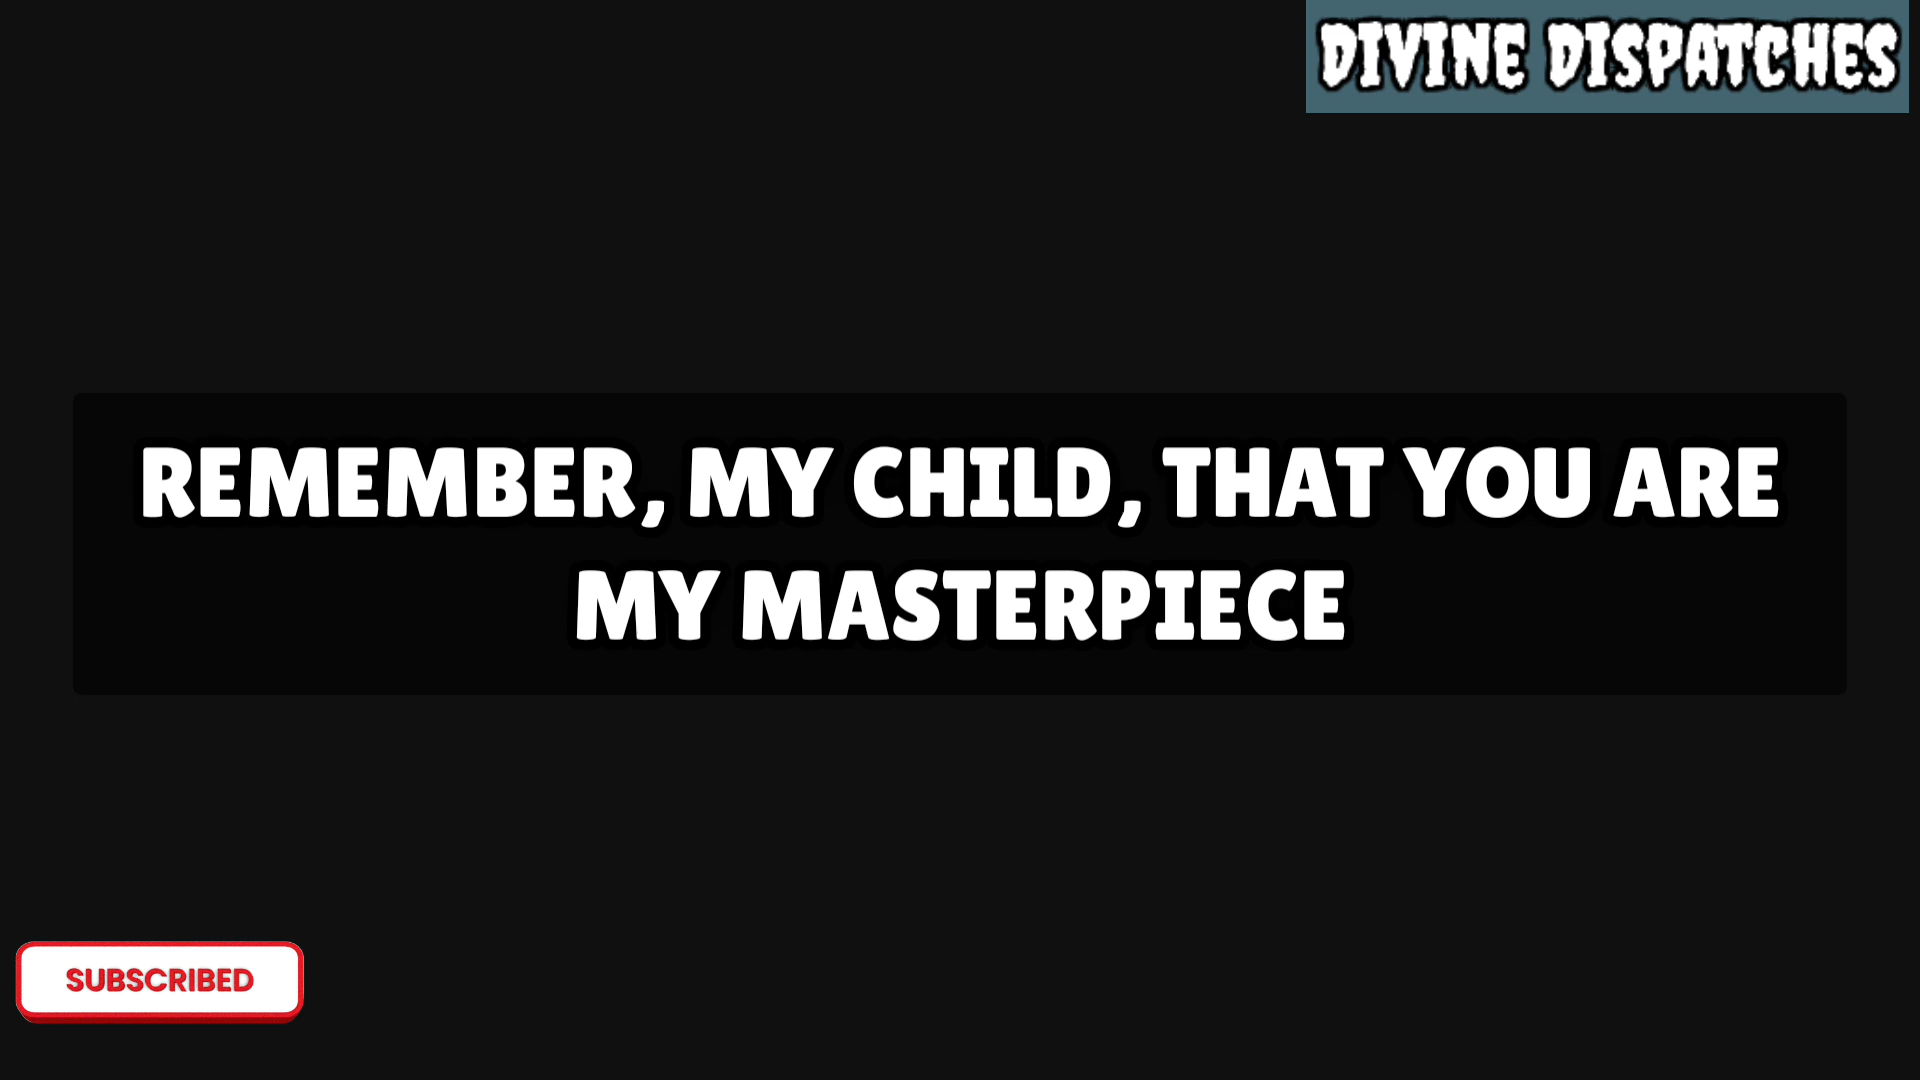 DIVINE DISPATCHES
REMEMBER, MY CHILD, THAT YOU ARE
MY MASTERPIECE
SUBSCRIBED